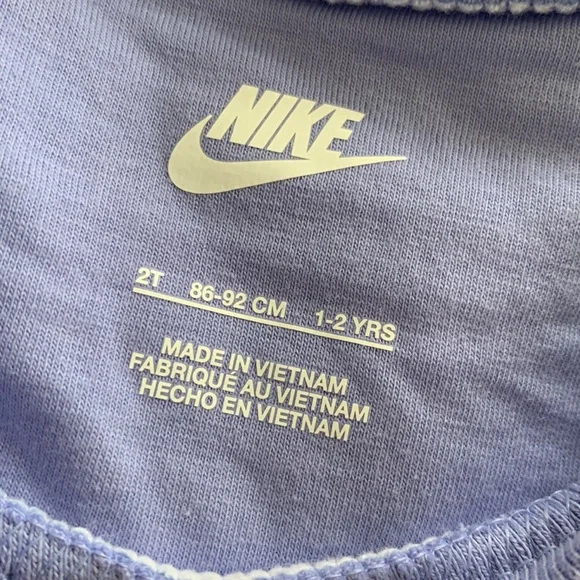 NIKE
2T 86-92 CM 1-2 YRS
MADE IN VIETNAM
FABRIQUÉ AU VIETNAM
HECHO EN VIETNAM